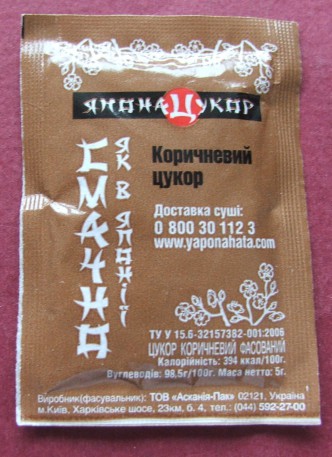 ЯПОНА ЦУКОР
Коричневий
цукор
Доставка суші:
0 800 30 112 3
www.yaponahata.com
СМАЧНО
ЯК В ЯПОНІЇ
ТУ У 15.6-32157382-001:2006
ЦУКОР КОРИЧНЕВИЙ ФАСОВАНИЙ
Калорійність: 394 ккал/100г.
Вуглеводів: 98,5г/100г. Маса нетто: 5г.
Виробник(фасувальник): ТОВ «Асканія-Пак» 02121, Україна
м.Київ, Харківське шосе, 23км, б. 4, тел.: (044) 592-27-00